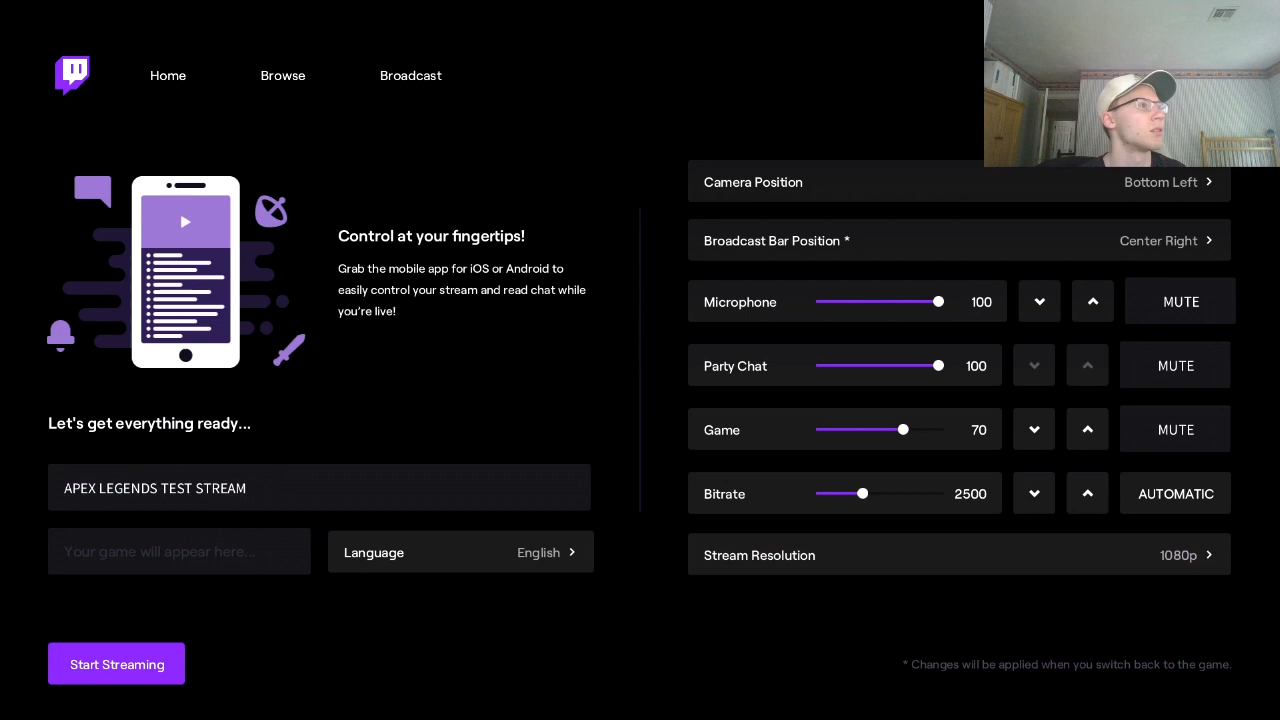 Home
Browse
Broadcast
Control at your fingertips!
Grab the mobile app for iOS or Android to
easily control your stream and read chat while
you're live!
Let's get everything ready...
APEX LEGENDS TEST STREAM
Your game will appear here...
Language
English
Start Streaming
Camera Position
Bottom Left
Broadcast Bar Position *
Center Right
Microphone
100
MUTE
Party Chat
100
MUTE
Game
70
MUTE
Bitrate
2500
AUTOMATIC
Stream Resolution
1080p
* Changes will be applied when you switch back to the game.